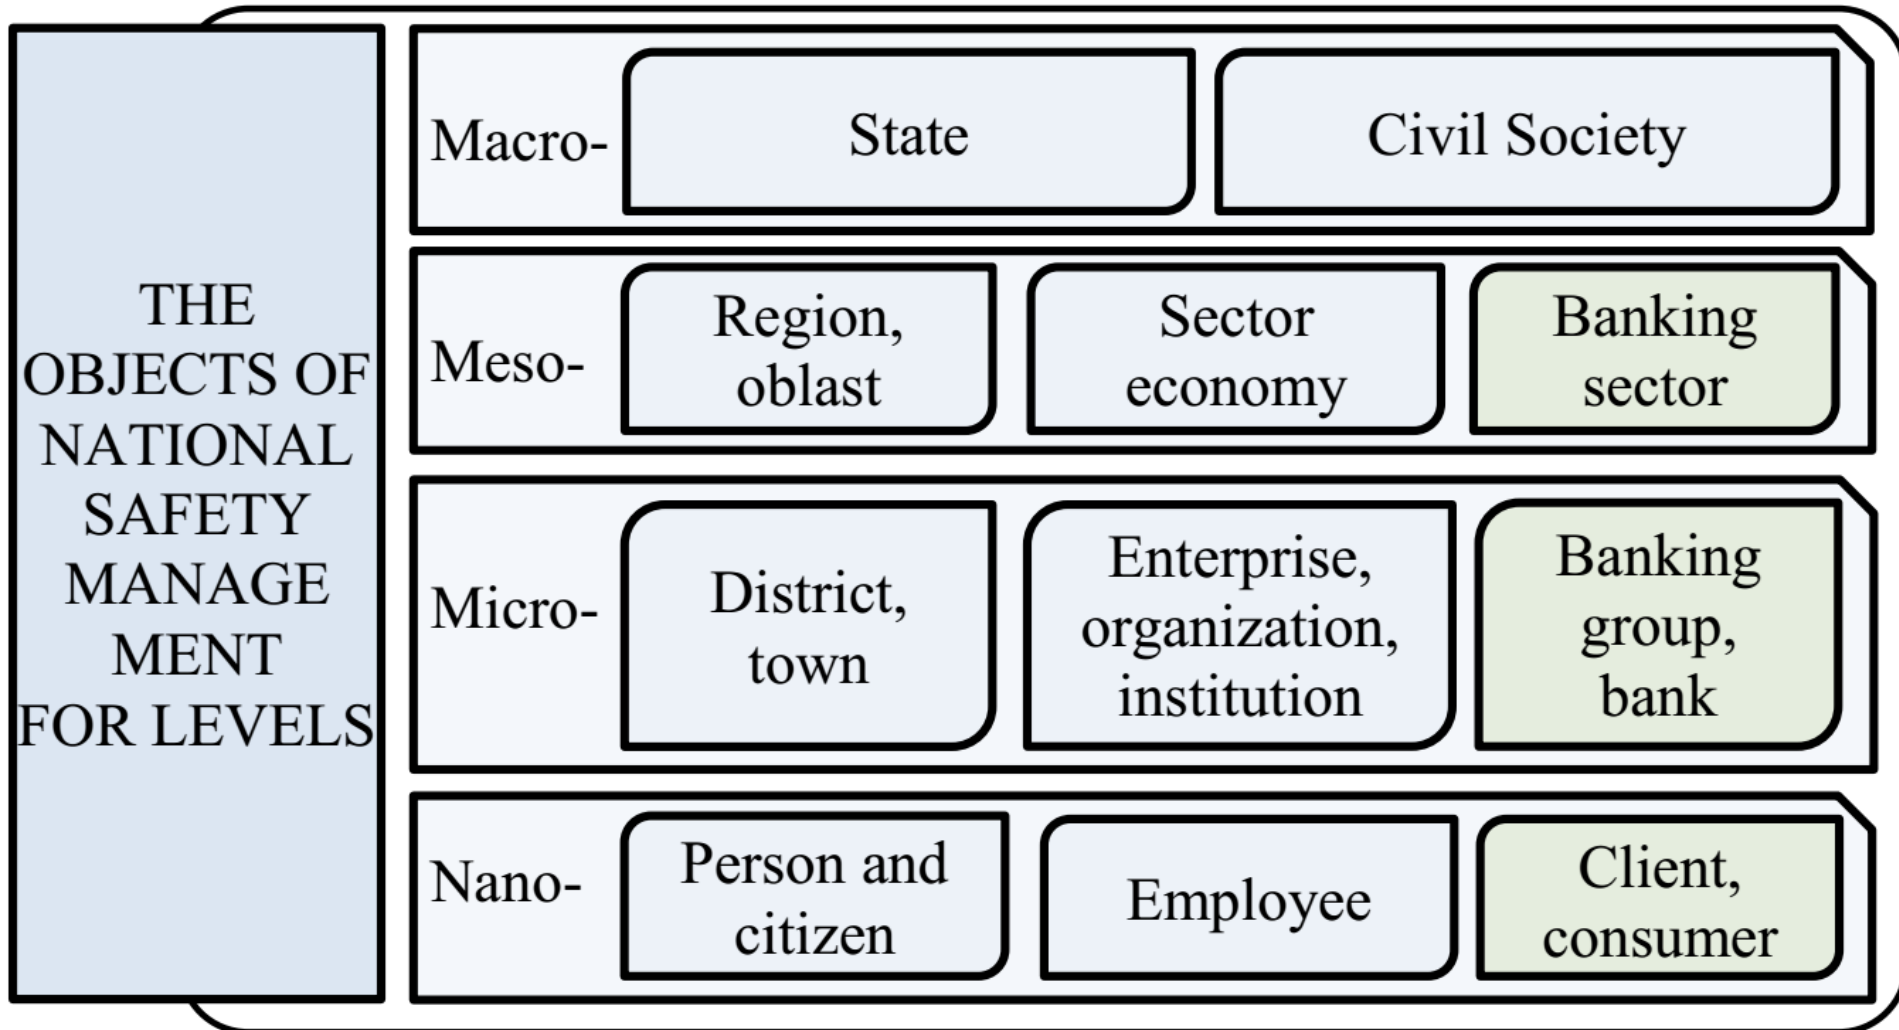 THE
OBJECTS OF
NATIONAL
SAFETY
MANAGE
MENT
FOR LEVELS
Macro-
State
Civil Society
Meso-
Region,
oblast
Sector
economy
Banking
sector
Micro-
District,
town
Enterprise,
organization,
institution
Banking
group,
bank
Nano-
Person and
citizen
Employee
Client,
consumer